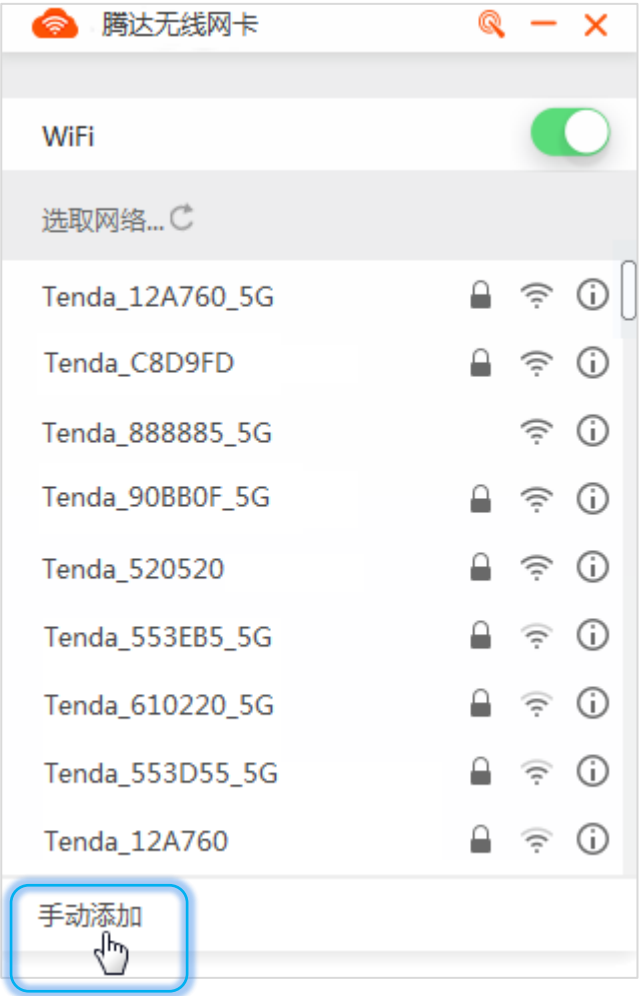 腾达无线网卡
WiFi
选取网络...
Tenda_12A760_5G
Tenda_C8D9FD
Tenda_888885_5G
Tenda_90BB0F_5G
Tenda_520520
Tenda_553EB5_5G
Tenda_610220_5G
Tenda_553D55_5G
Tenda_12A760
手动添加